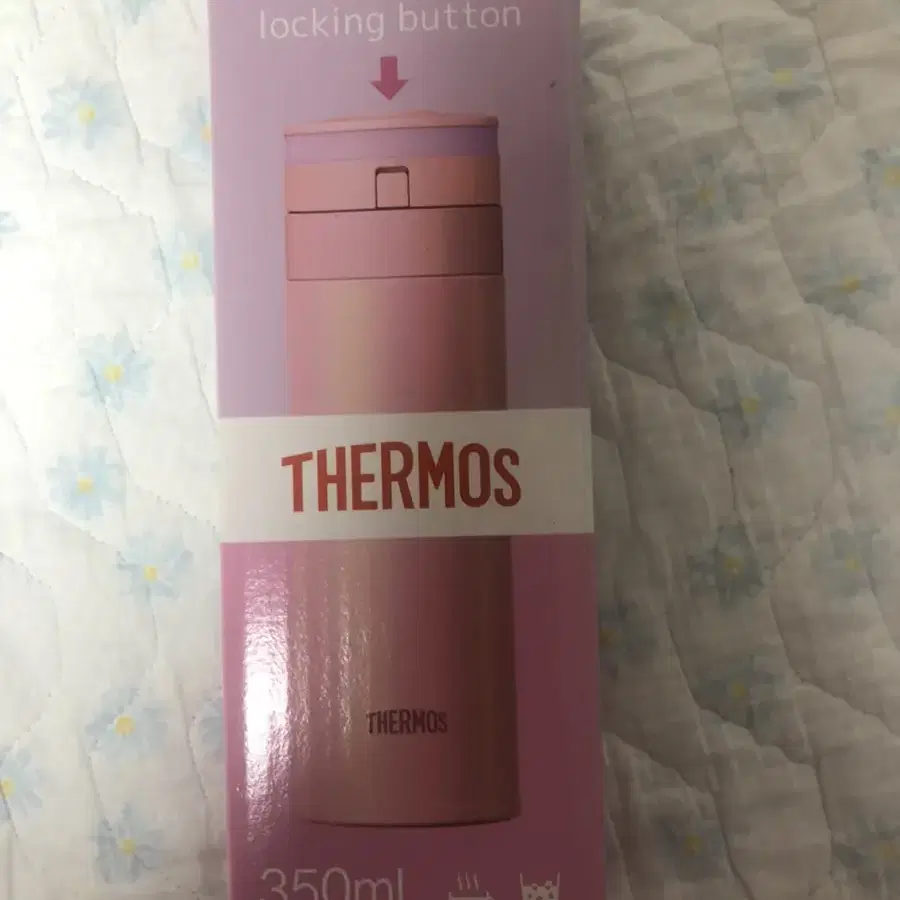 locking button
THERMOS
THERMOS
350ml